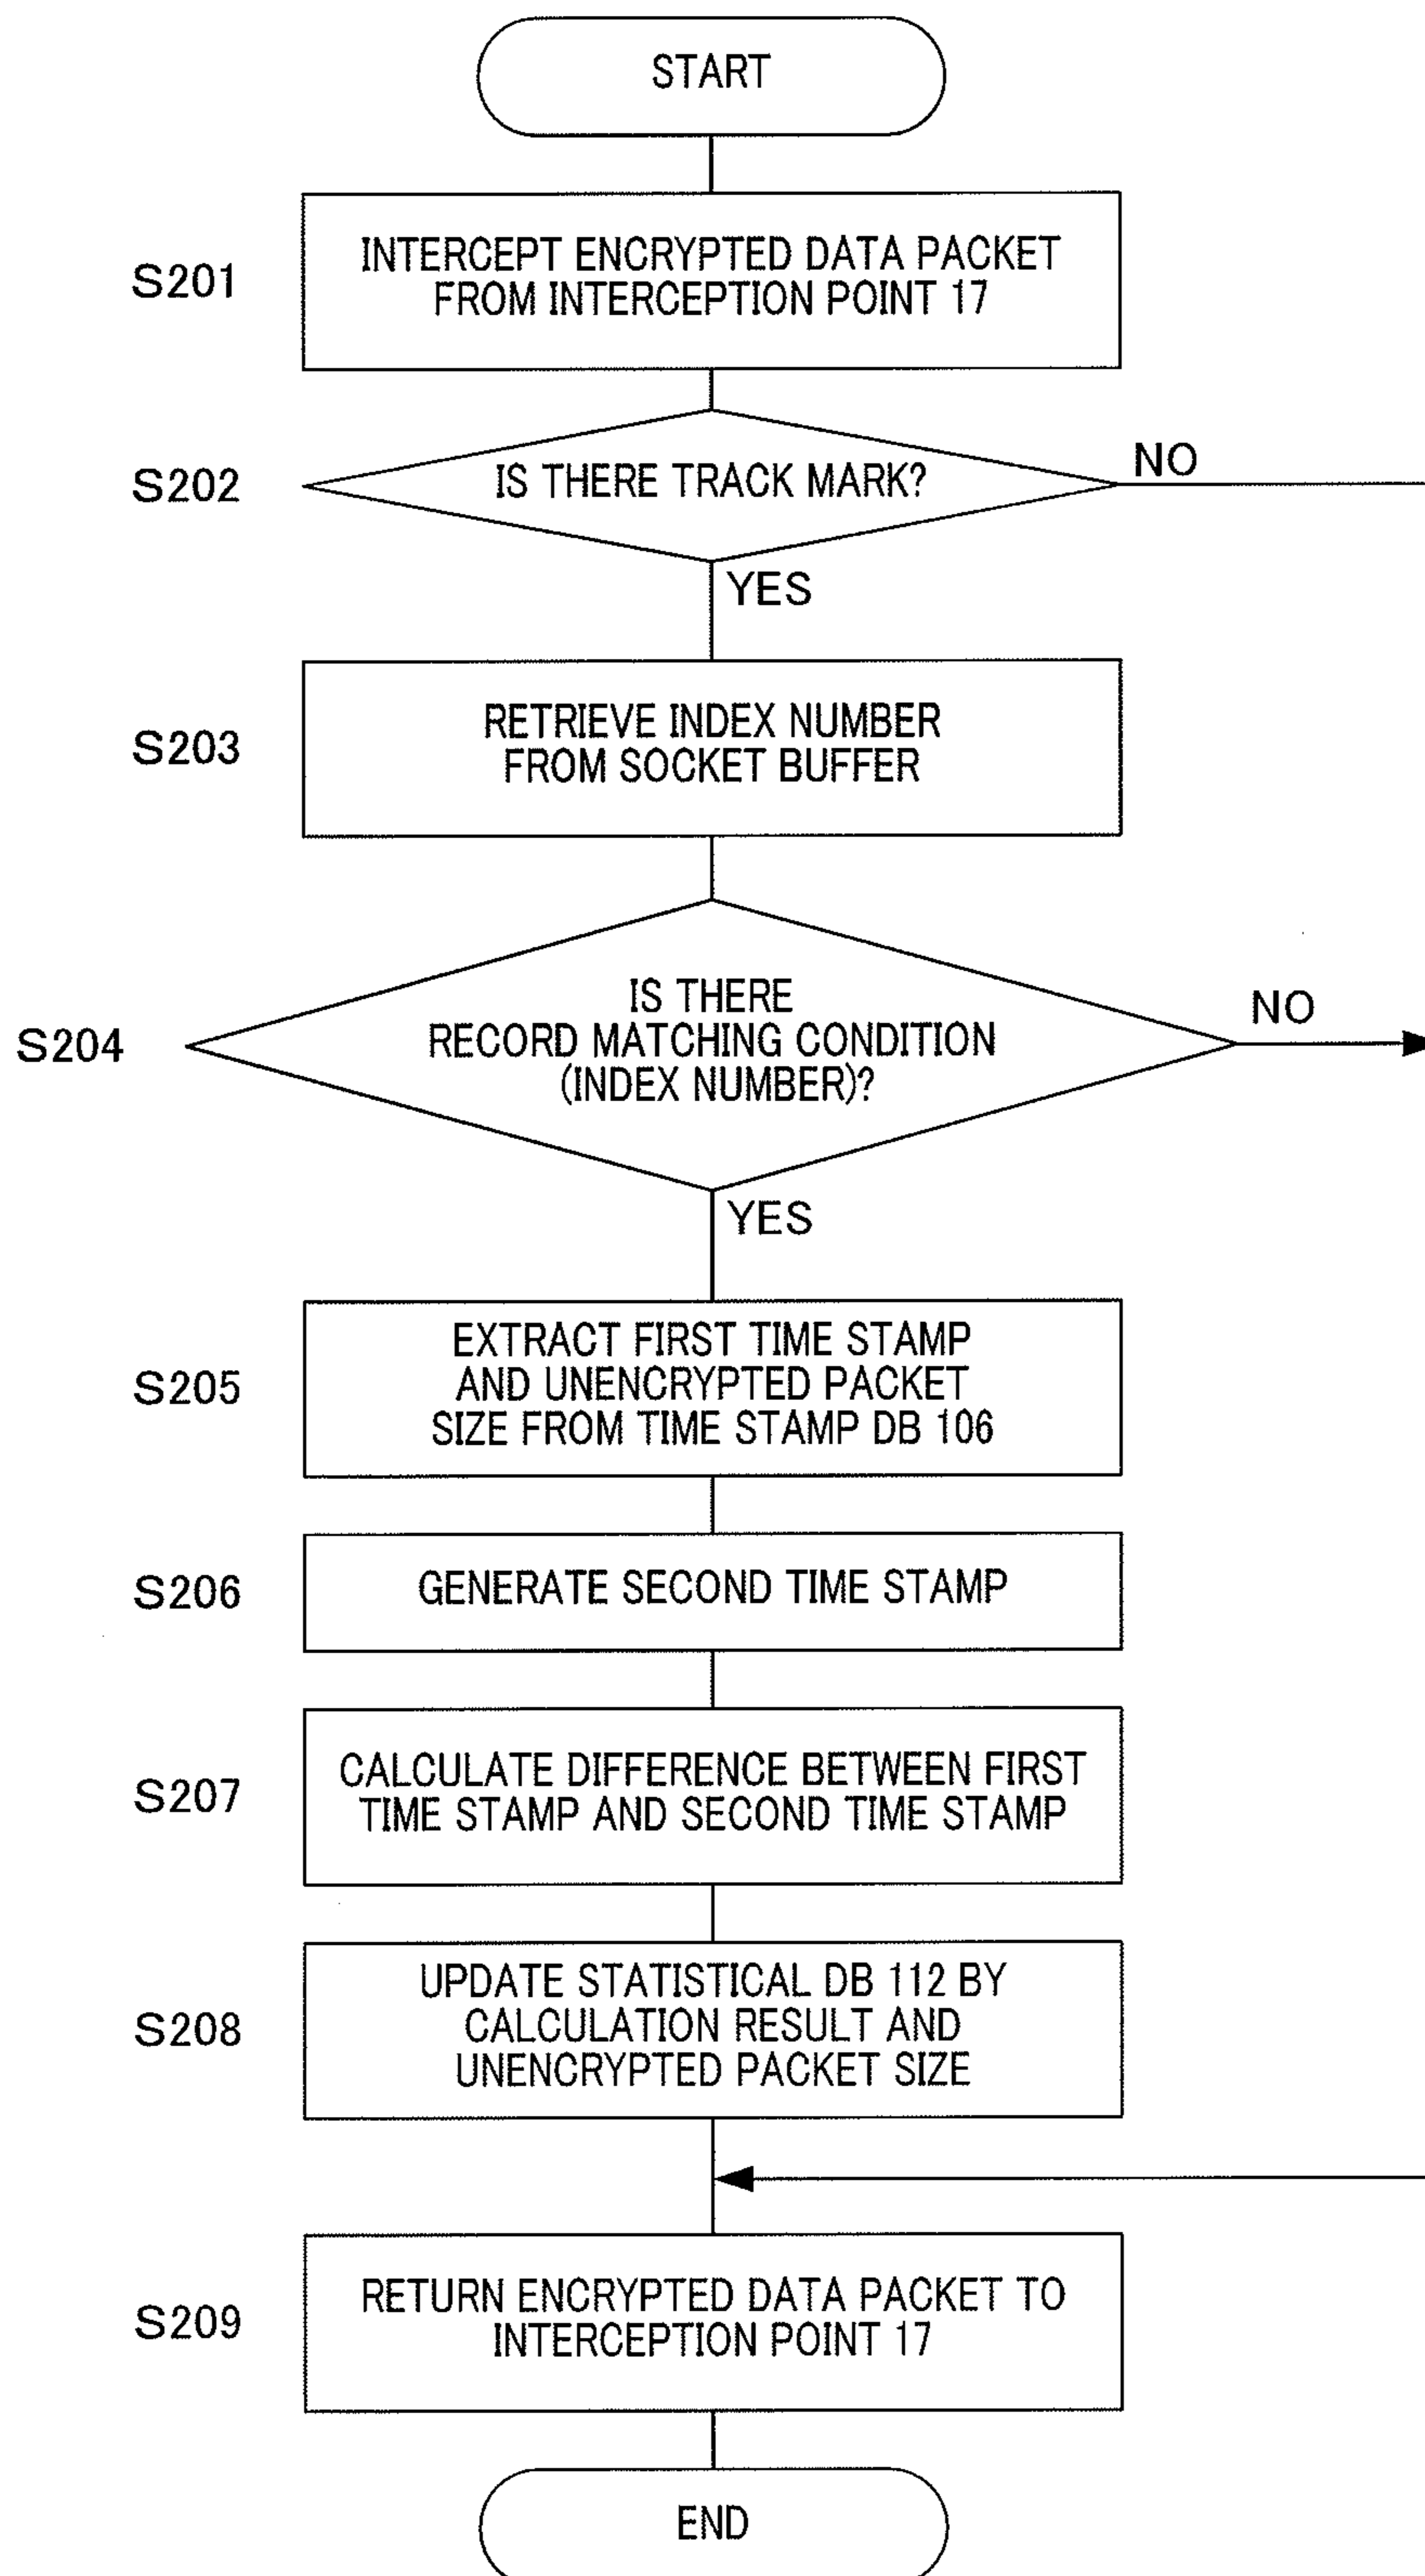 START
S201
INTERCEPT ENCRYPTED DATA PACKET
FROM INTERCEPTION POINT 17
S202
IS THERE TRACK MARK?
NO
YES
S203
RETRIEVE INDEX NUMBER
FROM SOCKET BUFFER
S204
IS THERE
RECORD MATCHING CONDITION
(INDEX NUMBER)?
NO
YES
S205
EXTRACT FIRST TIME STAMP
AND UNENCRYPTED PACKET
SIZE FROM TIME STAMP DB 106
S206
GENERATE SECOND TIME STAMP
S207
CALCULATE DIFFERENCE BETWEEN FIRST
TIME STAMP AND SECOND TIME STAMP
S208
UPDATE STATISTICAL DB 112 BY
CALCULATION RESULT AND
UNENCRYPTED PACKET SIZE
S209
RETURN ENCRYPTED DATA PACKET TO
INTERCEPTION POINT 17
END